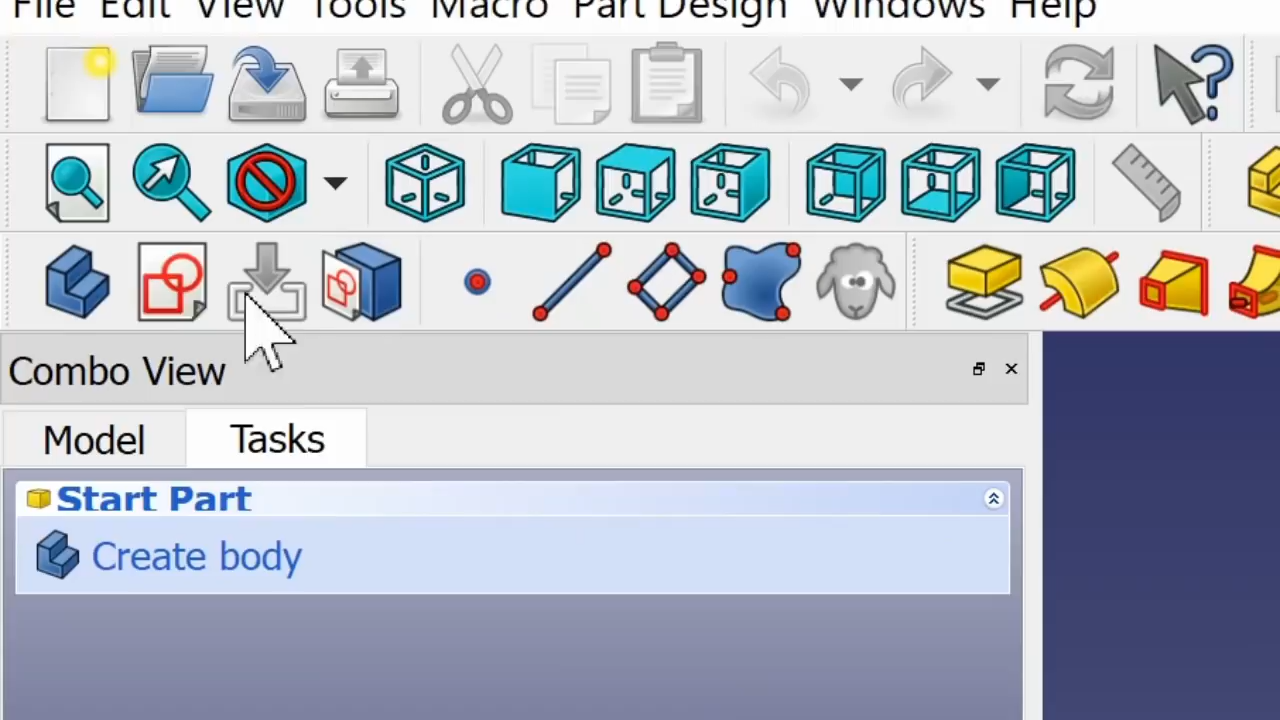 File Edit View Tools Macro Part Design Windows Help
Combo View
Model Tasks
Start Part
Create body